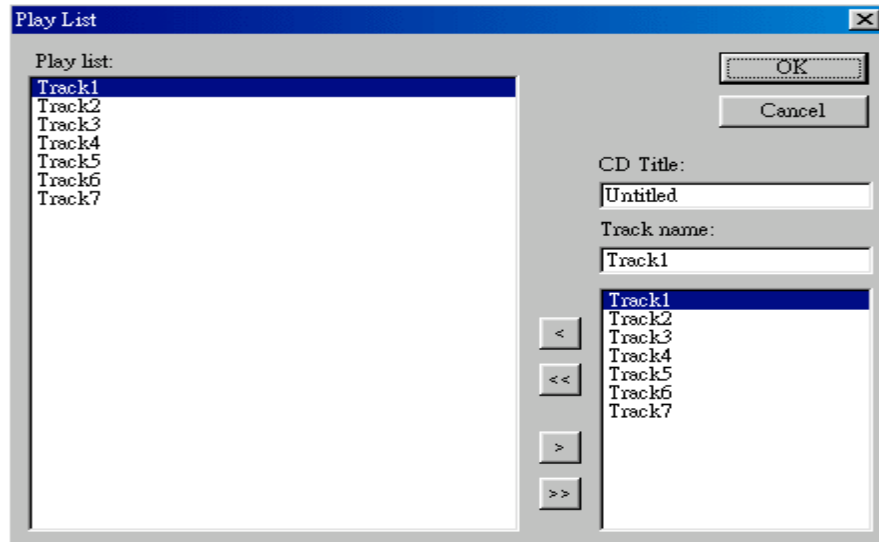 Play List
Play list:
Track1
Track2
Track3
Track4
Track5
Track6
Track7
OK
Cancel
CD Title:
Untitled
Track name:
Track1
<
<<
>
>>
Track1
Track2
Track3
Track4
Track5
Track6
Track7